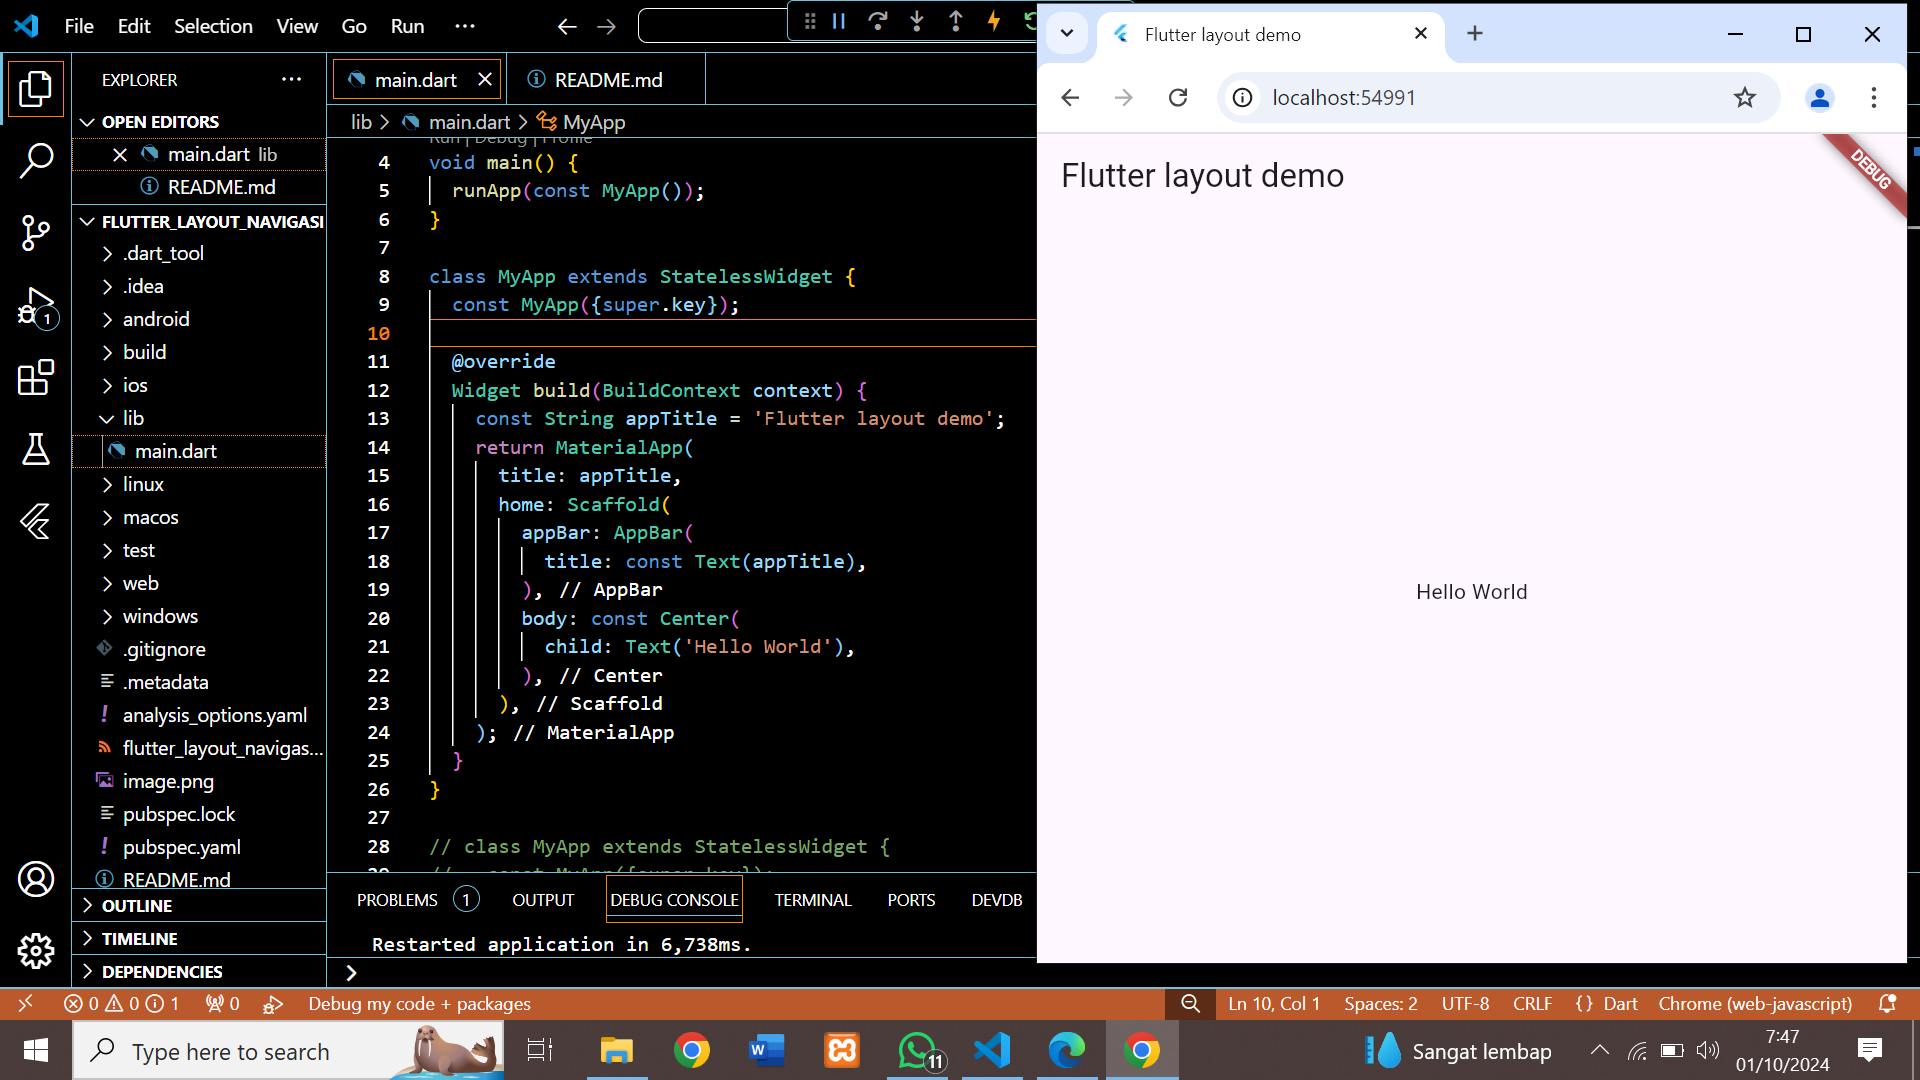 File Edit Selection View Go Run ···
EXPLORER ···
OPEN EDITORS
main.dart lib
README.md
FLUTTER_LAYOUT_NAVIGASI
.dart_tool
.idea
android
build
ios
lib
main.dart
linux
macos
test
web
windows
.gitignore
.metadata
analysis_options.yaml
flutter_layout_navigas...
image.png
pubspec.lock
pubspec.yaml
README.md
OUTLINE
TIMELINE
DEPENDENCIES
1
main.dart README.md
lib > main.dart > MyApp
Run | Debug | Profile
4 void main() {
5 runApp(const MyApp());
6 }
7
8 class MyApp extends StatelessWidget {
9 const MyApp({super.key});
10
11 @override
12 Widget build(BuildContext context) {
13 const String appTitle = 'Flutter layout demo';
14 return MaterialApp(
15 title: appTitle,
16 home: Scaffold(
17 appBar: AppBar(
18 title: const Text(appTitle),
19 ), // AppBar
20 body: const Center(
21 child: Text('Hello World'),
22 ), // Center
23 ), // Scaffold
24 ); // MaterialApp
25 }
26 }
27
28 // class MyApp extends StatelessWidget {
29 // const MyApp({super.key});
PROBLEMS 1 OUTPUT DEBUG CONSOLE TERMINAL PORTS DEVDB
Restarted application in 6,738ms.
>
Flutter layout demo
localhost:54991
Flutter layout demo
DEBUG
Hello World
0 0 1 0 Debug my code + packages Ln 10, Col 1 Spaces: 2 UTF-8 CRLF {} Dart Chrome (web-javascript)
Type here to search 11 Sangat lembap 7:47
01/10/2024